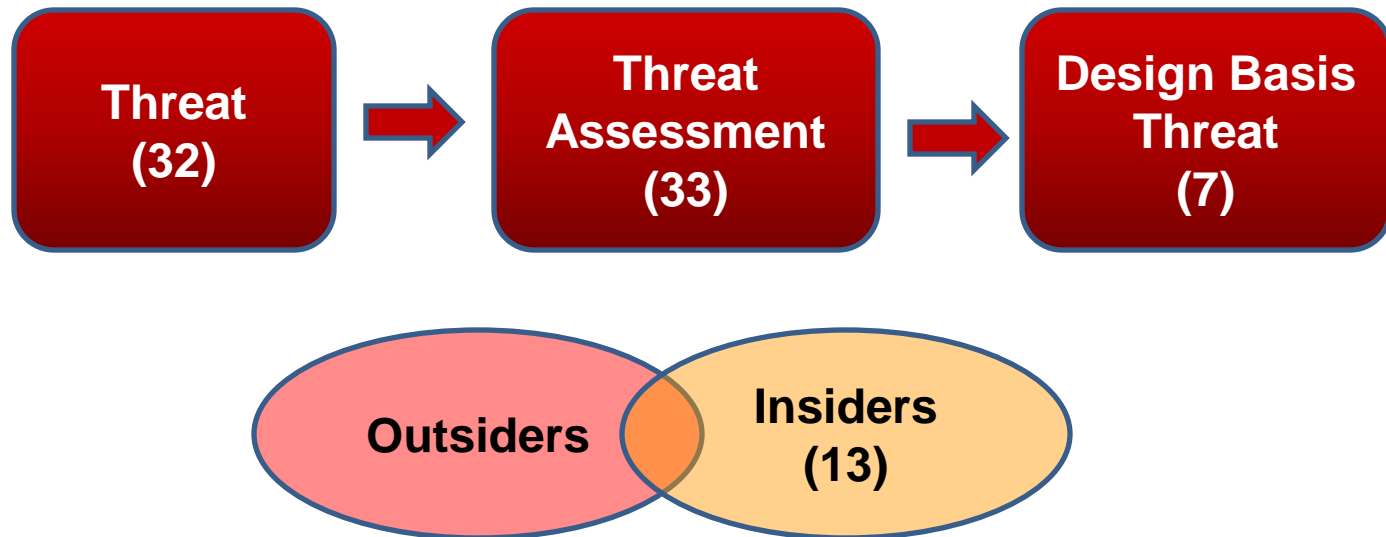 Threat
(32)
Threat
Assessment
(33)
Design Basis
Threat
(7)
Outsiders
Insiders
(13)